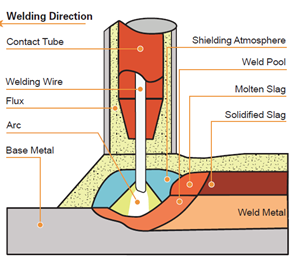 Welding Direction
Contact Tube
Welding Wire
Flux
Arc
Base Metal
Shielding Atmosphere
Weld Pool
Molten Slag
Solidified Slag
Weld Metal